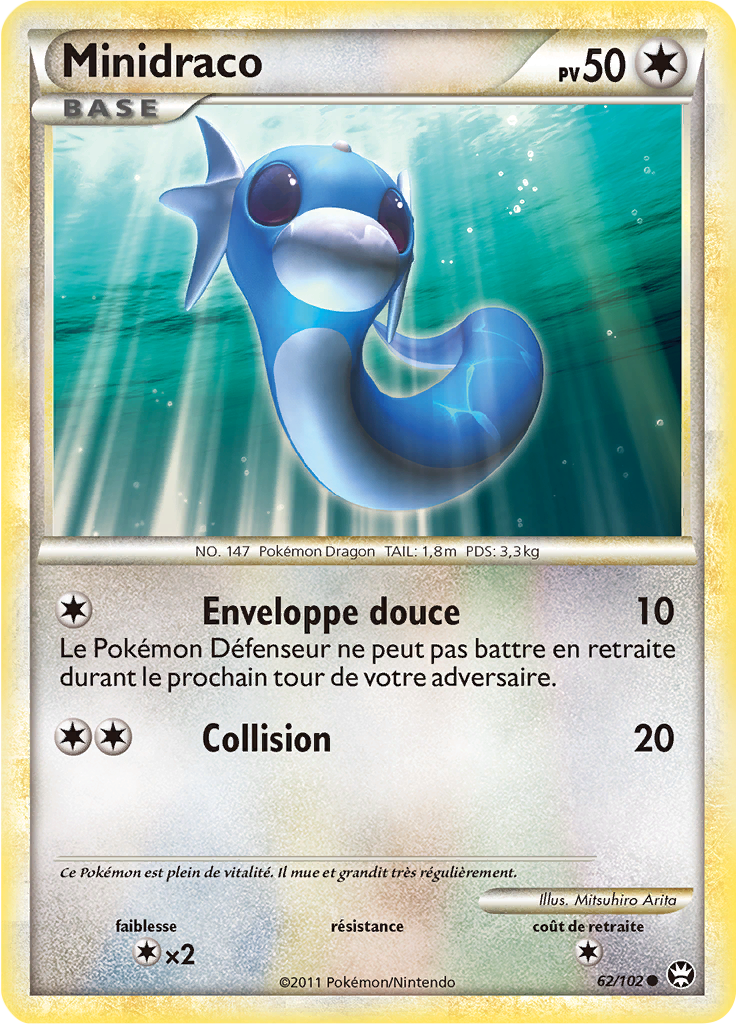 Minidraco
PV 50
BASE
NO. 147 Pokémon Dragon TAIL: 1,8 m PDS: 3,3 kg
Enveloppe douce 10
Le Pokémon Défenseur ne peut pas battre en retraite
durant le prochain tour de votre adversaire.
Collision 20
Ce Pokémon est plein de vitalité. Il mue et grandit très régulièrement.
Illus. Mitsuhiro Arita
faiblesse résistance coût de retraite
×2
©2011 Pokémon/Nintendo 62/102